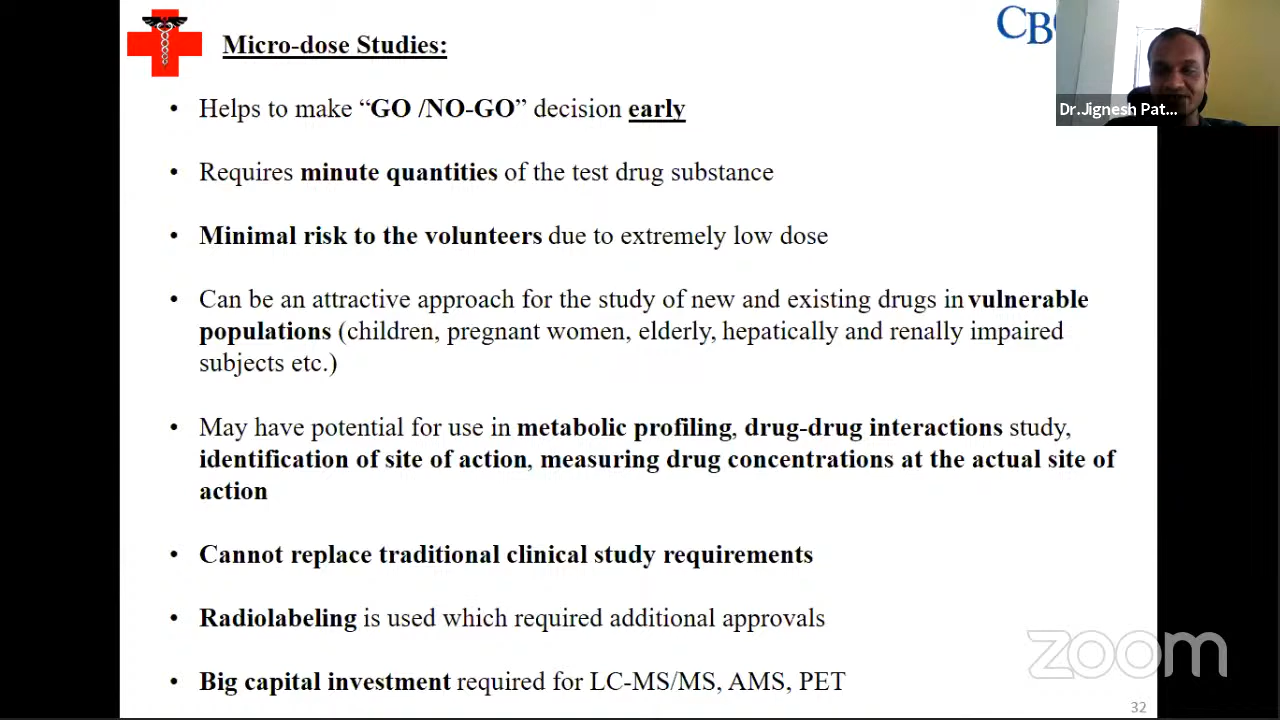 Micro-dose Studies:
CB
Dr.Jignesh Pat...
• Helps to make “GO /NO-GO” decision early
• Requires minute quantities of the test drug substance
• Minimal risk to the volunteers due to extremely low dose
• Can be an attractive approach for the study of new and existing drugs in vulnerable
populations (children, pregnant women, elderly, hepatically and renally impaired
subjects etc.)
• May have potential for use in metabolic profiling, drug-drug interactions study,
identification of site of action, measuring drug concentrations at the actual site of
action
• Cannot replace traditional clinical study requirements
• Radiolabeling is used which required additional approvals
• Big capital investment required for LC-MS/MS, AMS, PET
zoom
32